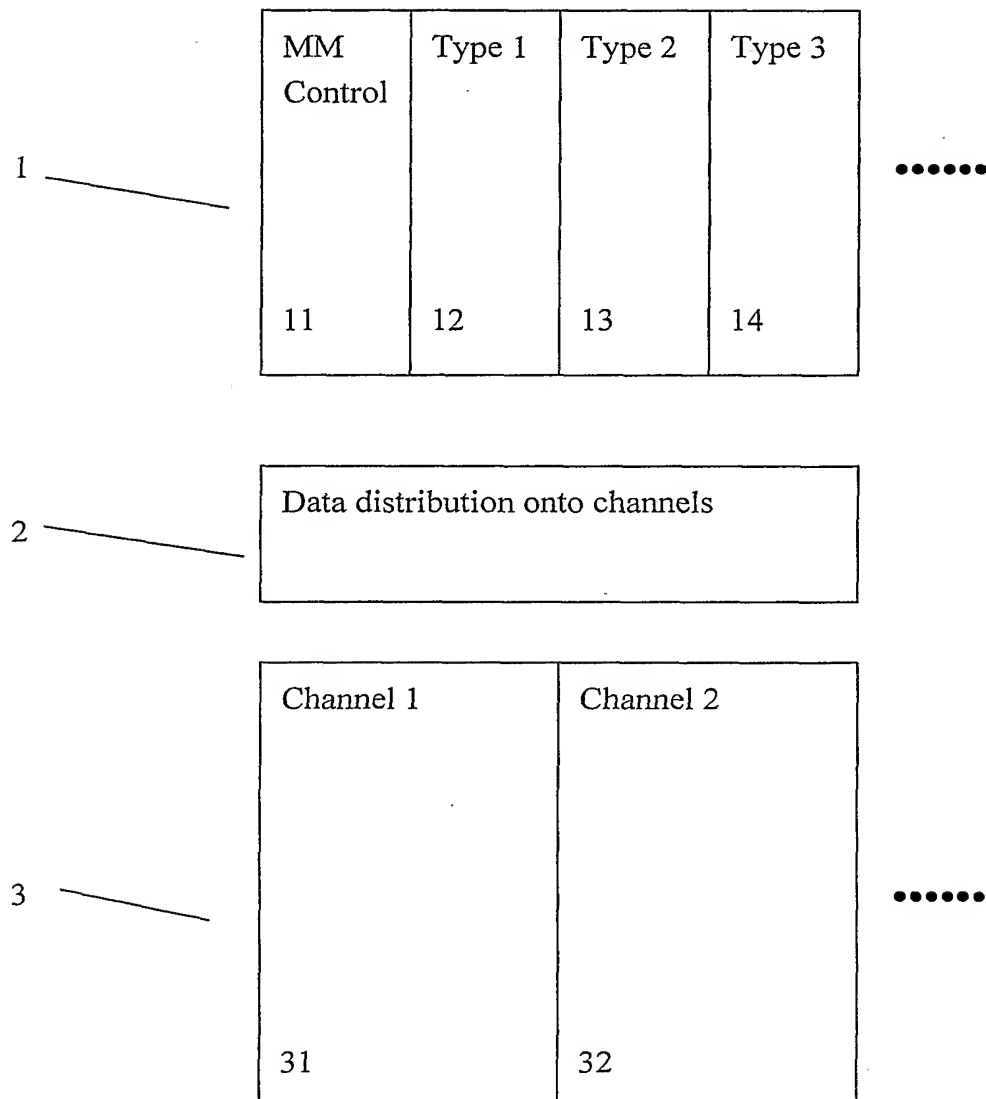 MM Control
Type 1
Type 2
Type 3
1
••••••
11
12
13
14
Data distribution onto channels
2
Channel 1
Channel 2
3
••••••
31
32